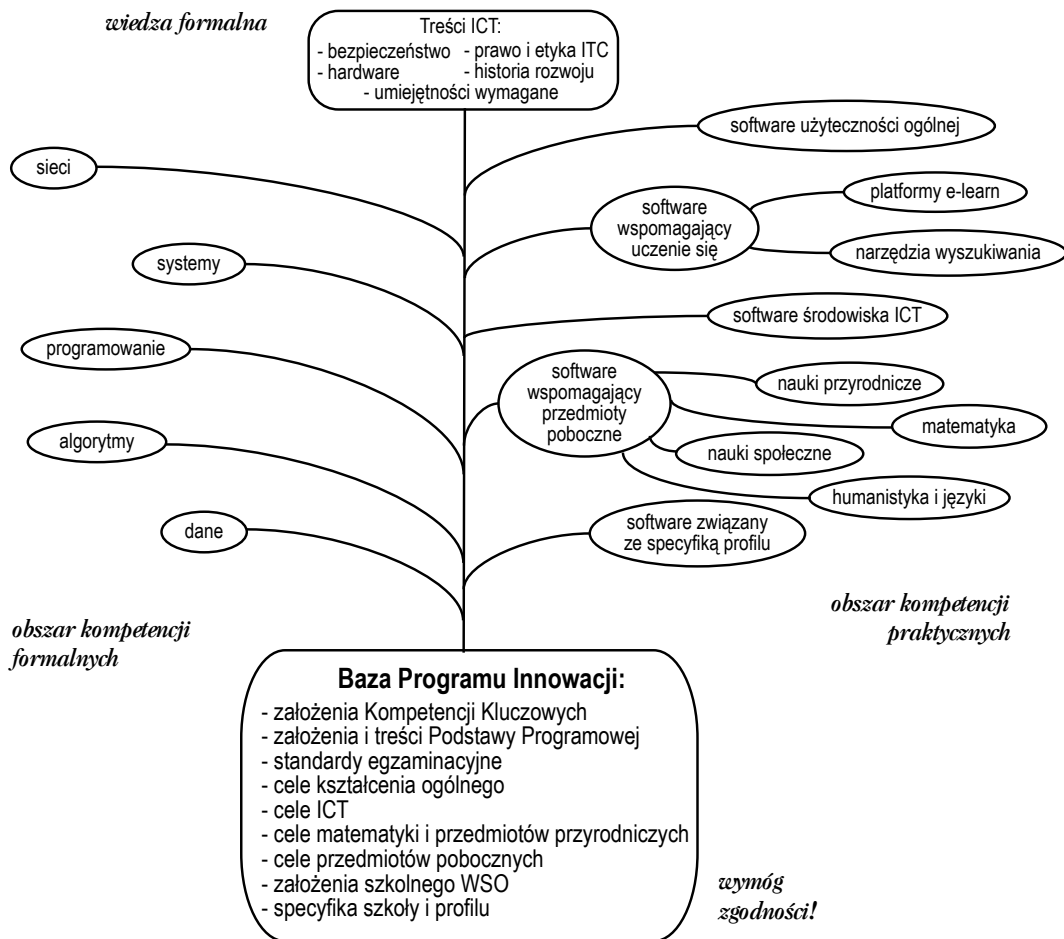 wiedza formalna
Treści ICT:
- bezpieczeństwo - prawo i etyka ITC
- hardware - historia rozwoju
- umiejętności wymagane
sieci
systemy
programowanie
algorytmy
dane
software użyteczności ogólnej
software
wspomagający
uczenie się
platformy e-learn
narzędzia wyszukiwania
software środowiska ICT
software
wspomagający
przedmioty
poboczne
nauki przyrodnicze
matematyka
nauki społeczne
humanistyka i języki
software związany
ze specyfiką profilu
obszar kompetencji
formalnych
obszar kompetencji
praktycznych
Baza Programu Innowacji:
- założenia Kompetencji Kluczowych
- założenia i treści Podstawy Programowej
- standardy egzaminacyjne
- cele kształcenia ogólnego
- cele ICT
- cele matematyki i przedmiotów przyrodniczych
- cele przedmiotów pobocznych
- założenia szkolnego WSO
- specyfika szkoły i profilu
wymóg
zgodności!